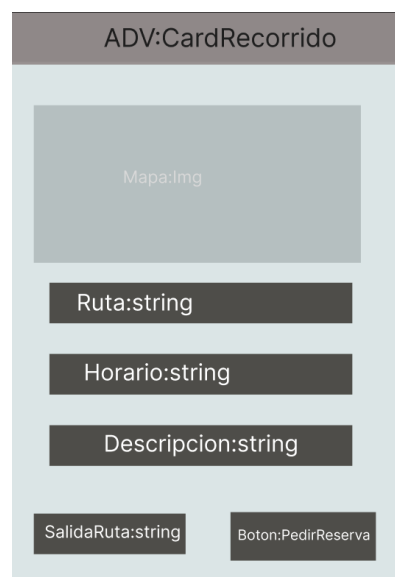 ADV:CardRecorrido
Mapa:Img
Ruta:string
Horario:string
Descripcion:string
SalidaRuta:string
Boton:PedirReserva